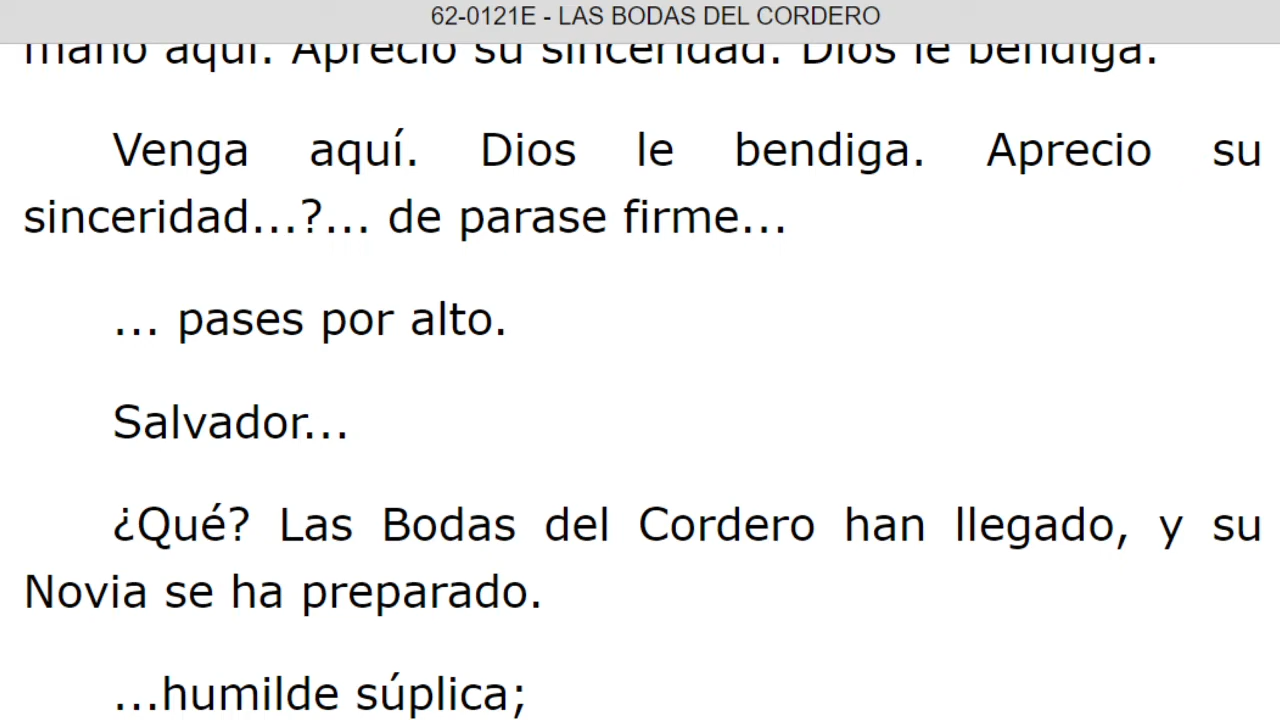 62-0121E - LAS BODAS DEL CORDERO
mano aquí. Aprecio su sinceridad. Dios le bendiga.
Venga aquí. Dios le bendiga. Aprecio su
sinceridad...?... de parase firme...
... pases por alto.
Salvador...
¿Qué? Las Bodas del Cordero han llegado, y su
Novia se ha preparado.
...humilde súplica;